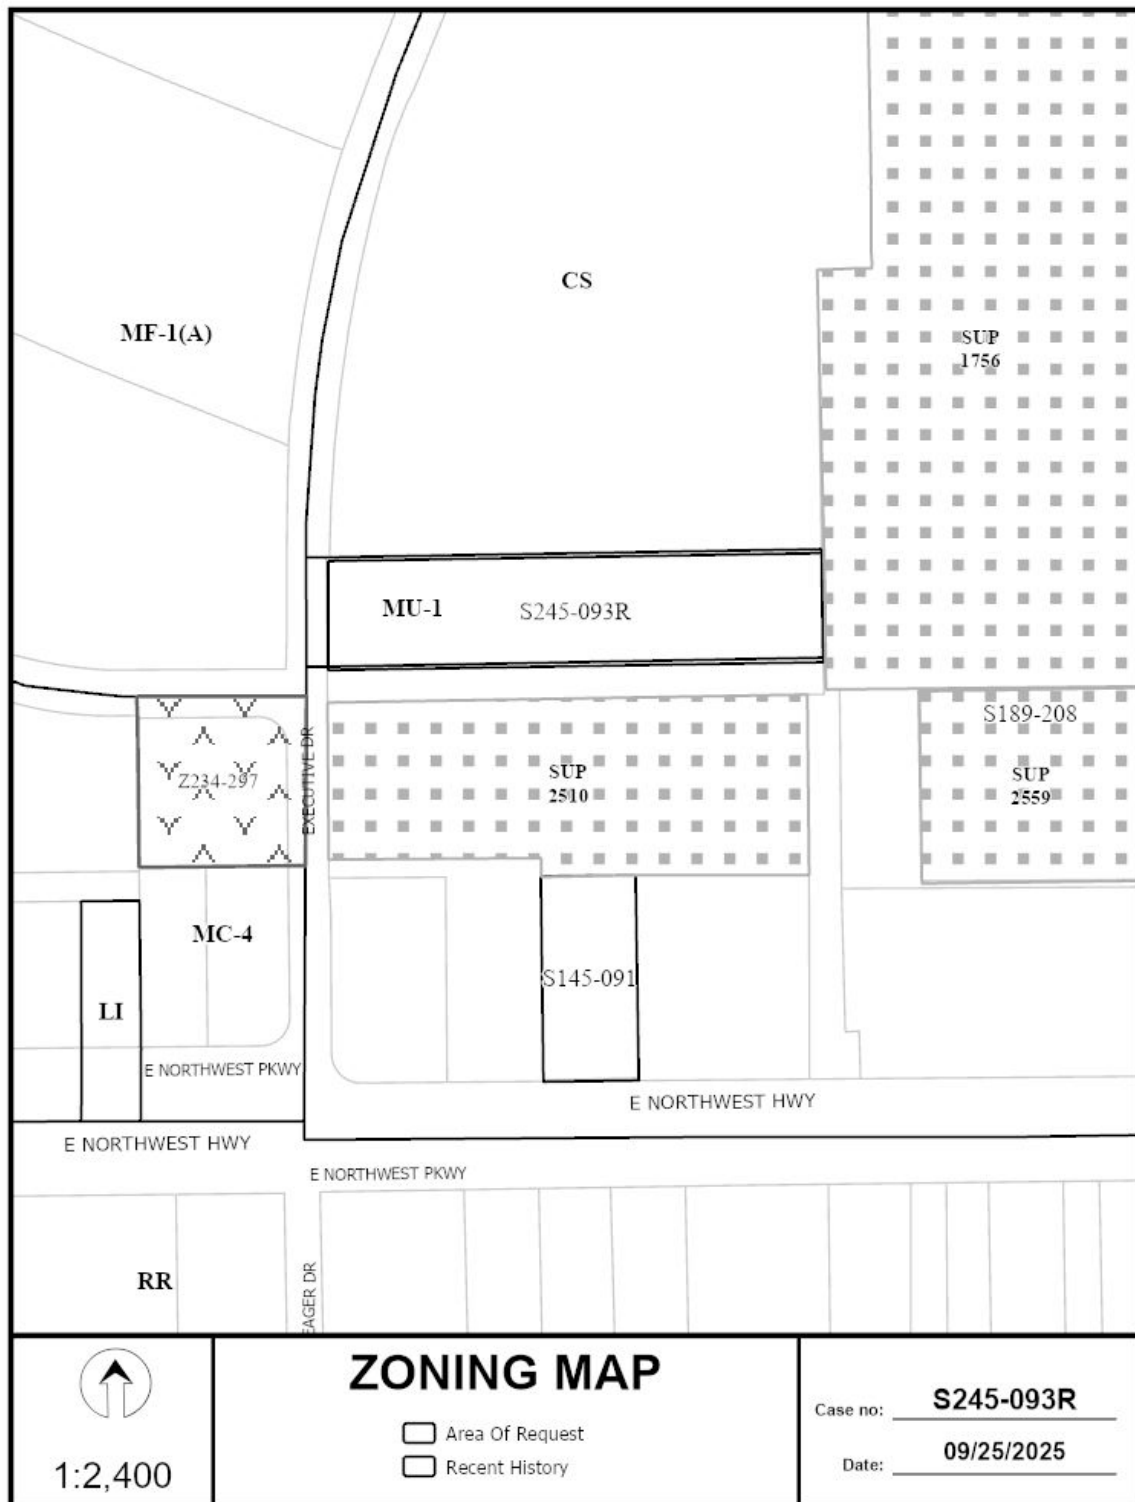 CS
MF-1(A)
SUP
1756
MU-1
S245-093R
S189-208
SUP
2559
SUP
2510
Z234-297
EXECUTIVE DR
MC-4
S145-091
LI
E NORTHWEST PKWY
E NORTHWEST HWY
E NORTHWEST HWY
E NORTHWEST PKWY
RR
EAGER DR
ZONING MAP
Area Of Request
Recent History
1:2,400
Case no: S245-093R
Date: 09/25/2025